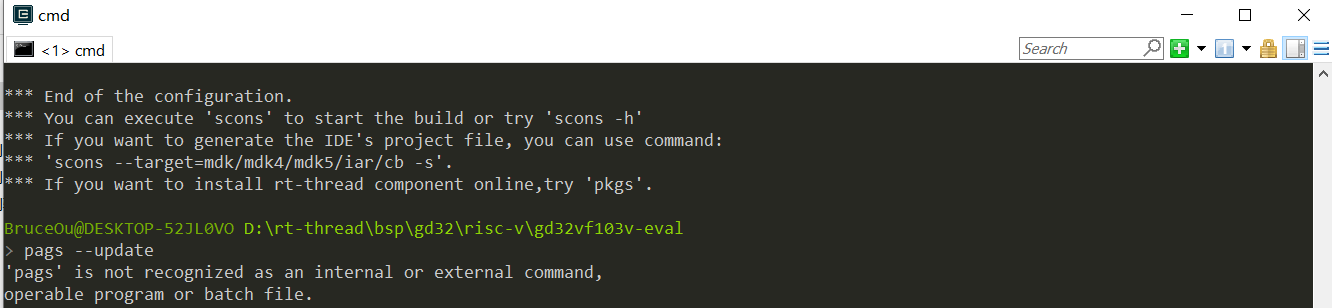 cmd
<1> cmd
Search
*** End of the configuration.
*** You can execute 'scons' to start the build or try 'scons -h'
*** If you want to generate the IDE's project file, you can use command:
*** 'scons --target=mdk/mdk4/mdk5/iar/cb -s'.
*** If you want to install rt-thread component online,try 'pkgs'.
BruceOu@DESKTOP-52JL0VO D:\rt-thread\bsp\gd32\risc-v\gd32vf103v-eval
> pags --update
'pags' is not recognized as an internal or external command,
operable program or batch file.